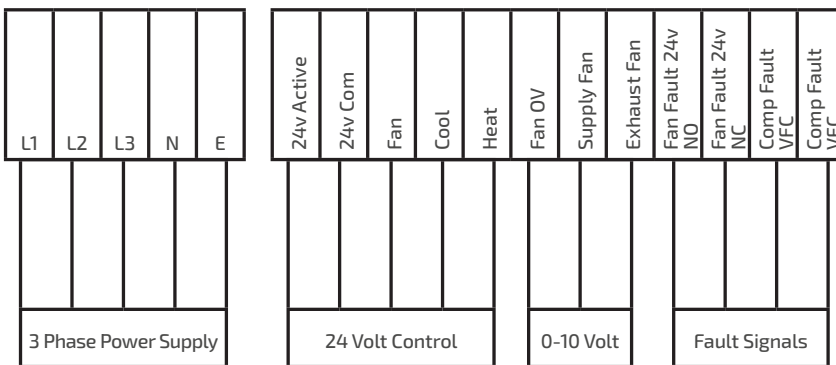 L1
L2
L3
N
E
24v Active
24v Com
Fan
Cool
Heat
Fan 0V
Supply Fan
Exhaust Fan
Fan Fault 24v
NO
Fan Fault 24v
NC
Comp Fault
VFC
Comp Fault
VFC
3 Phase Power Supply
24 Volt Control
0-10 Volt
Fault Signals